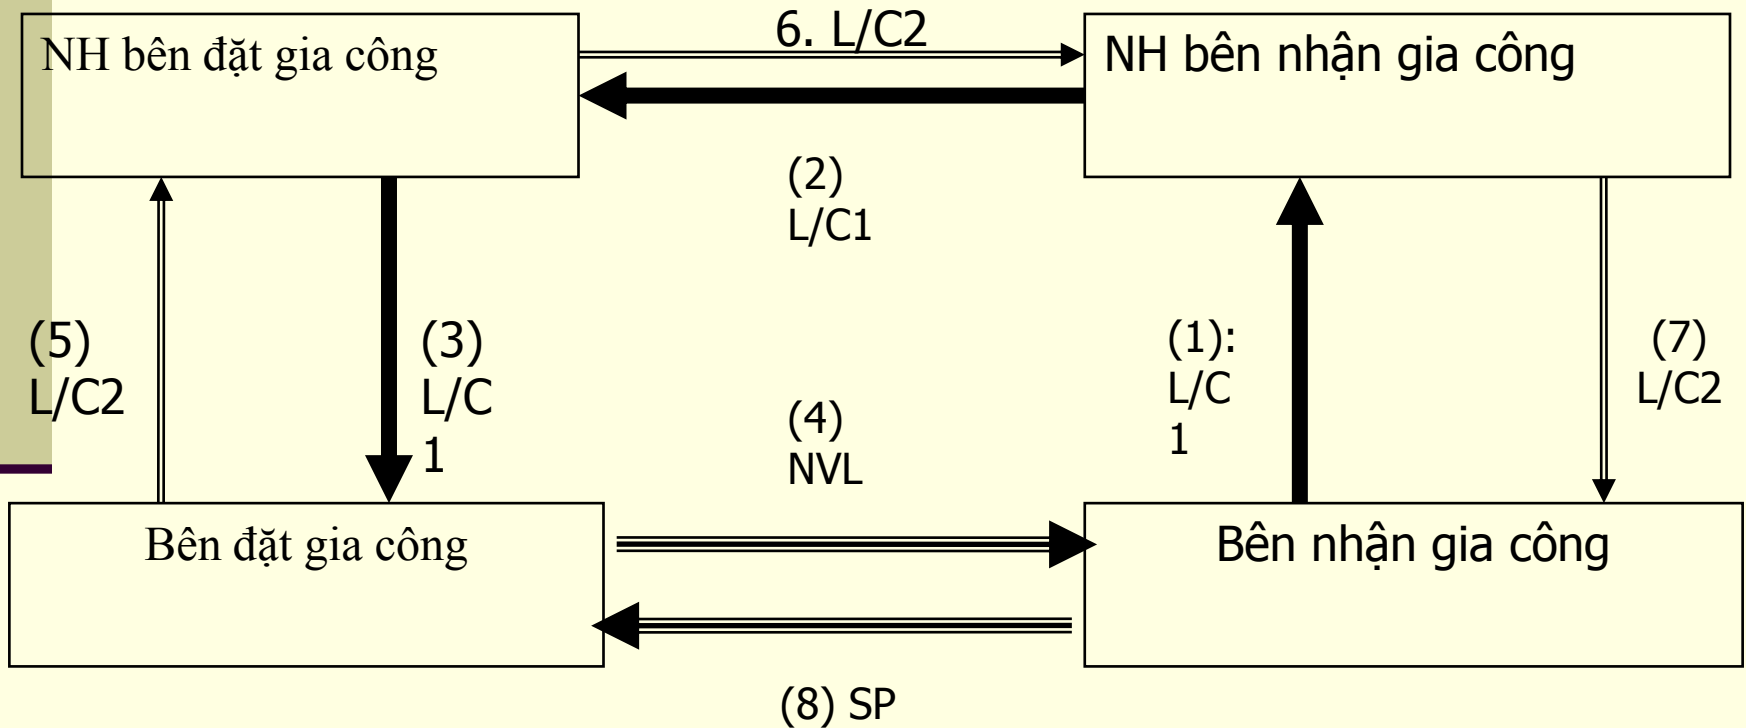 6. L/C2
NH bên đặt gia công
NH bên nhận gia công
(2)
L/C1
(5)
L/C2
(3)
L/C
1
(4)
NVL
(1):
L/C
1
(7)
L/C2
Bên đặt gia công
Bên nhận gia công
(8) SP